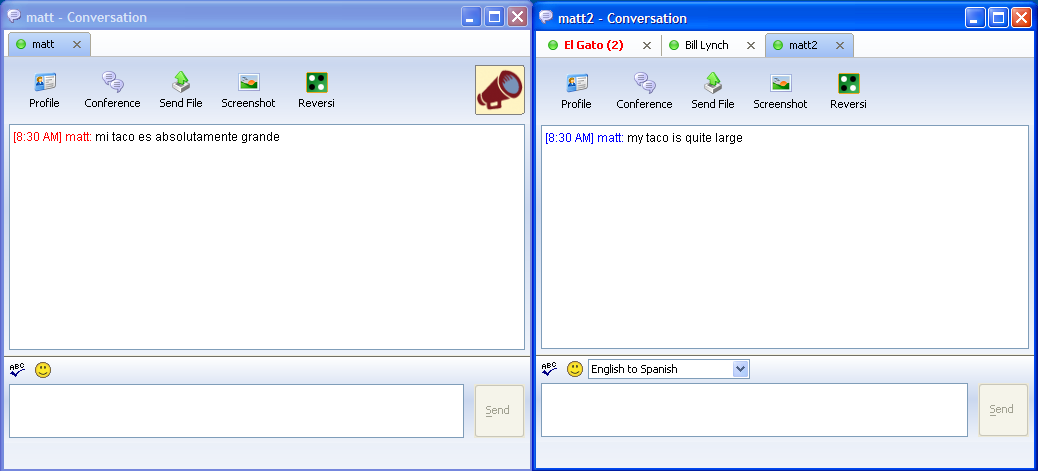 matt - Conversation
matt
Profile Conference Send File Screenshot Reversi
[8:30 AM] matt: mi taco es absolutamente grande
ABC
Send
matt2 - Conversation
El Gato (2) Bill Lynch matt2
Profile Conference Send File Screenshot Reversi
[8:30 AM] matt: my taco is quite large
ABC English to Spanish
Send